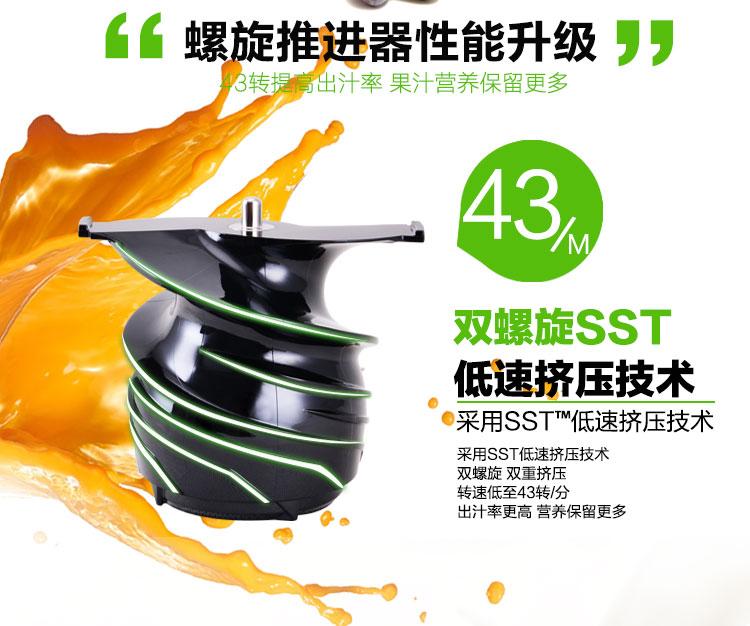 “ 螺旋推进器性能升级 ”
43转提高出汁率 果汁营养保留更多
43/M
双螺旋SST
低速挤压技术
采用SST™低速挤压技术
采用SST低速挤压技术
双螺旋 双重挤压
转速低至43转/分
出汁率更高 营养保留更多